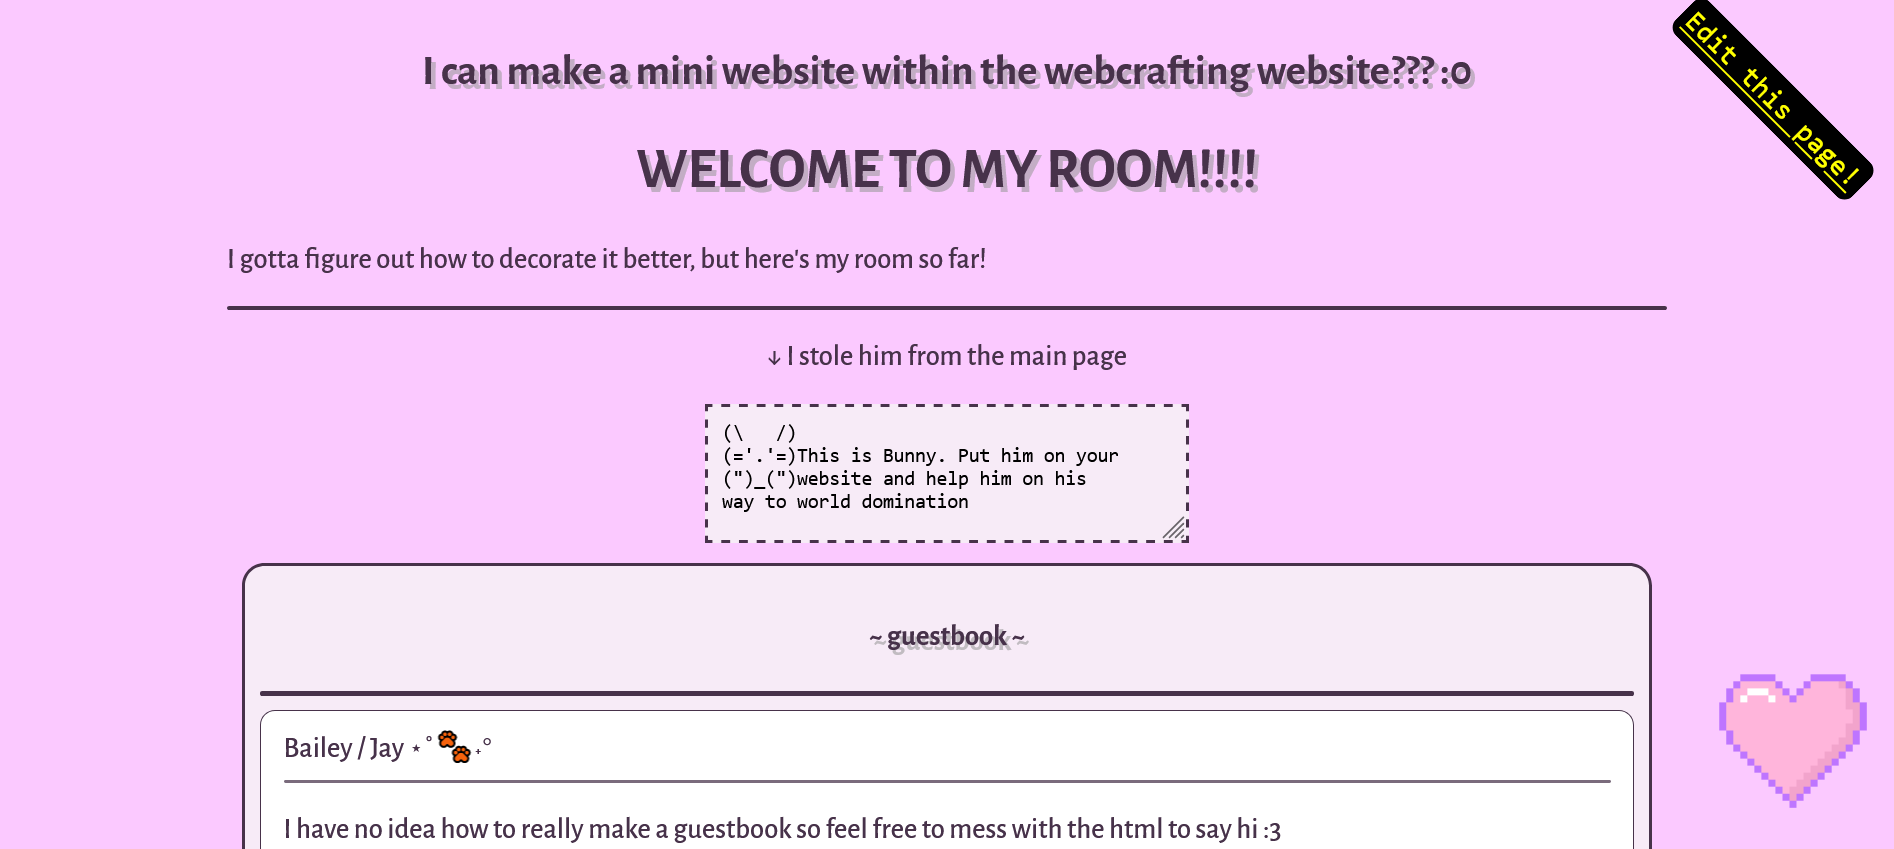 I can make a mini website within the webcrafting website??? :0
Edit this page!
WELCOME TO MY ROOM!!!!
I gotta figure out how to decorate it better, but here's my room so far!
↓ I stole him from the main page
(\   /)
(='.'=)This is Bunny. Put him on your
(")_(")website and help him on his
way to world domination
~ guestbook ~
Bailey / Jay ⋆˚🐾˖°
I have no idea how to really make a guestbook so feel free to mess with the html to say hi :3